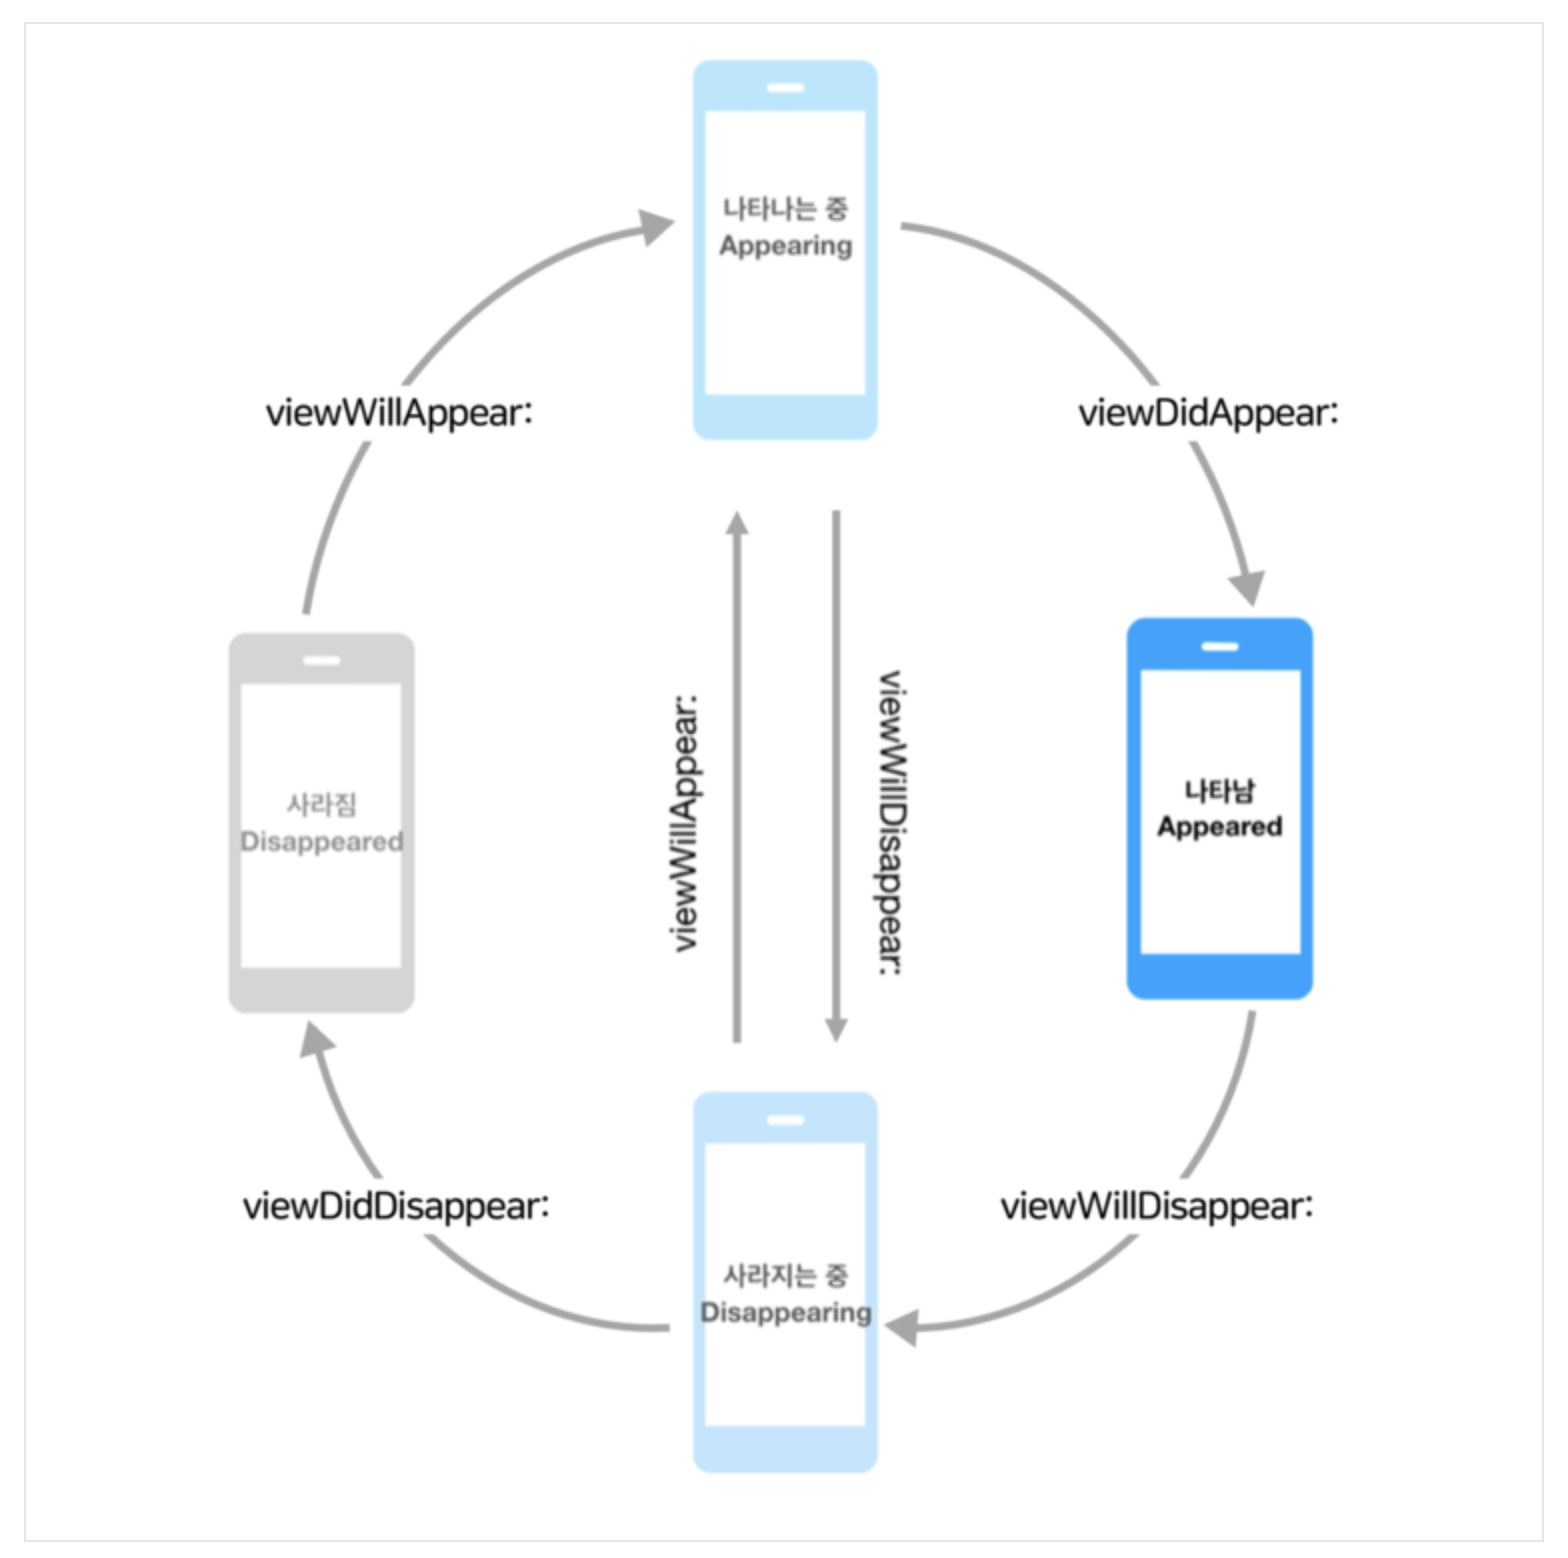 나타나는 중
Appearing
viewWillAppear:
viewDidAppear:
사라짐
Disappeared
viewWillAppear:
viewWillDisappear:
나타남
Appeared
viewDidDisappear:
viewWillDisappear:
사라지는 중
Disappearing